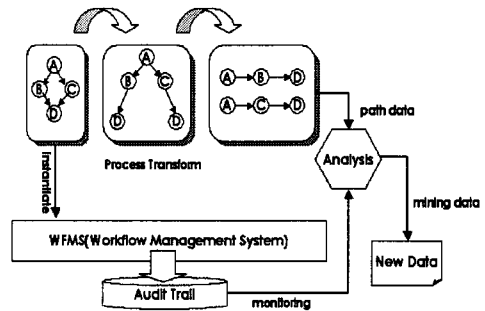 A
B C
D
A
B C
D D
A B D
A C D
Process Transform
path data
Instantiate
Analysis
mining data
WFMS(Workflow Management System)
New Data
Audit Trail
monitoring